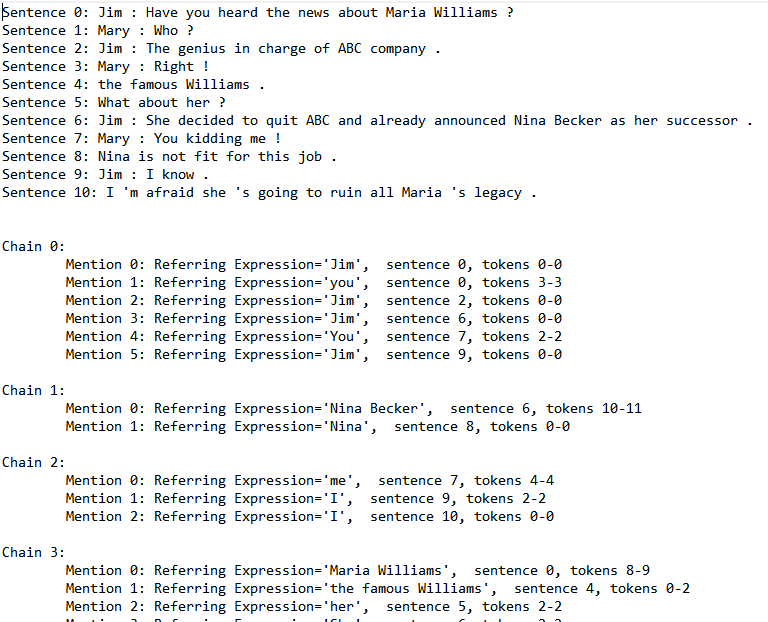 Sentence 0: Jim : Have you heard the news about Maria Williams ?
Sentence 1: Mary : Who ?
Sentence 2: Jim : The genius in charge of ABC company .
Sentence 3: Mary : Right !
Sentence 4: the famous Williams .
Sentence 5: What about her ?
Sentence 6: Jim : She decided to quit ABC and already announced Nina Becker as her successor .
Sentence 7: Mary : You kidding me !
Sentence 8: Nina is not fit for this job .
Sentence 9: Jim : I know .
Sentence 10: I 'm afraid she 's going to ruin all Maria 's legacy .
Chain 0:
Mention 0: Referring Expression='Jim',  sentence 0, tokens 0-0
Mention 1: Referring Expression='you',  sentence 0, tokens 3-3
Mention 2: Referring Expression='Jim',  sentence 2, tokens 0-0
Mention 3: Referring Expression='Jim',  sentence 6, tokens 0-0
Mention 4: Referring Expression='You',  sentence 7, tokens 2-2
Mention 5: Referring Expression='Jim',  sentence 9, tokens 0-0
Chain 1:
Mention 0: Referring Expression='Nina Becker',  sentence 6, tokens 10-11
Mention 1: Referring Expression='Nina',  sentence 8, tokens 0-0
Chain 2:
Mention 0: Referring Expression='me',  sentence 7, tokens 4-4
Mention 1: Referring Expression='I',  sentence 9, tokens 2-2
Mention 2: Referring Expression='I',  sentence 10, tokens 0-0
Chain 3:
Mention 0: Referring Expression='Maria Williams',  sentence 0, tokens 8-9
Mention 1: Referring Expression='the famous Williams',  sentence 4, tokens 0-2
Mention 2: Referring Expression='her',  sentence 5, tokens 2-2